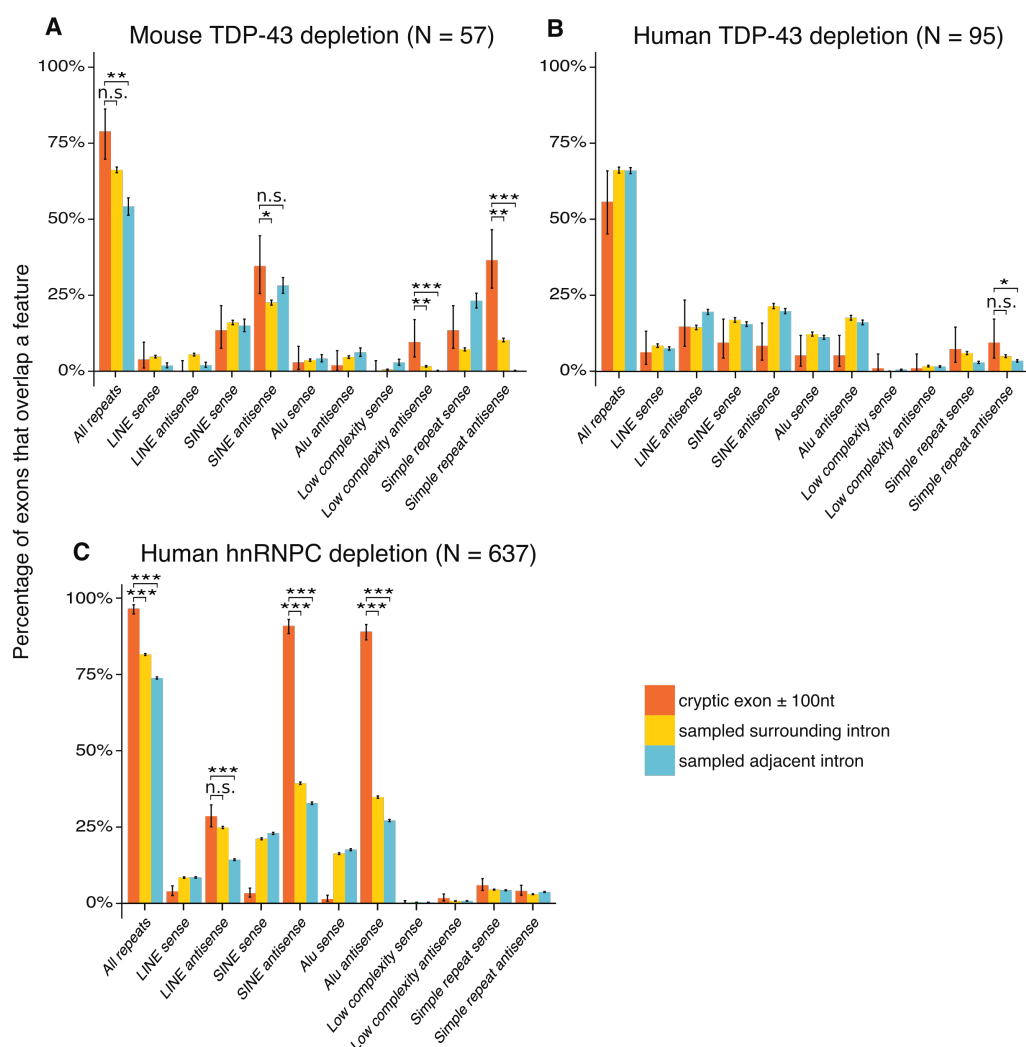 A
Mouse TDP-43 depletion (N = 57)
100%
75%
50%
25%
0%
**
n.s.
n.s.
*
***
**
***
**
All repeats
LINE sense
LINE antisense
SINE sense
SINE antisense
Alu sense
Alu antisense
Low complexity sense
Low complexity antisense
Simple repeat sense
Simple repeat antisense
B
Human TDP-43 depletion (N = 95)
100%
75%
50%
25%
0%
*
n.s.
All repeats
LINE sense
LINE antisense
SINE sense
SINE antisense
Alu sense
Alu antisense
Low complexity sense
Low complexity antisense
Simple repeat sense
Simple repeat antisense
Percentage of exons that overlap a feature
C
Human hnRNPC depletion (N = 637)
100%
75%
50%
25%
0%
***
***
***
n.s.
***
***
***
***
All repeats
LINE sense
LINE antisense
SINE sense
SINE antisense
Alu sense
Alu antisense
Low complexity sense
Low complexity antisense
Simple repeat sense
Simple repeat antisense
cryptic exon ± 100nt
sampled surrounding intron
sampled adjacent intron